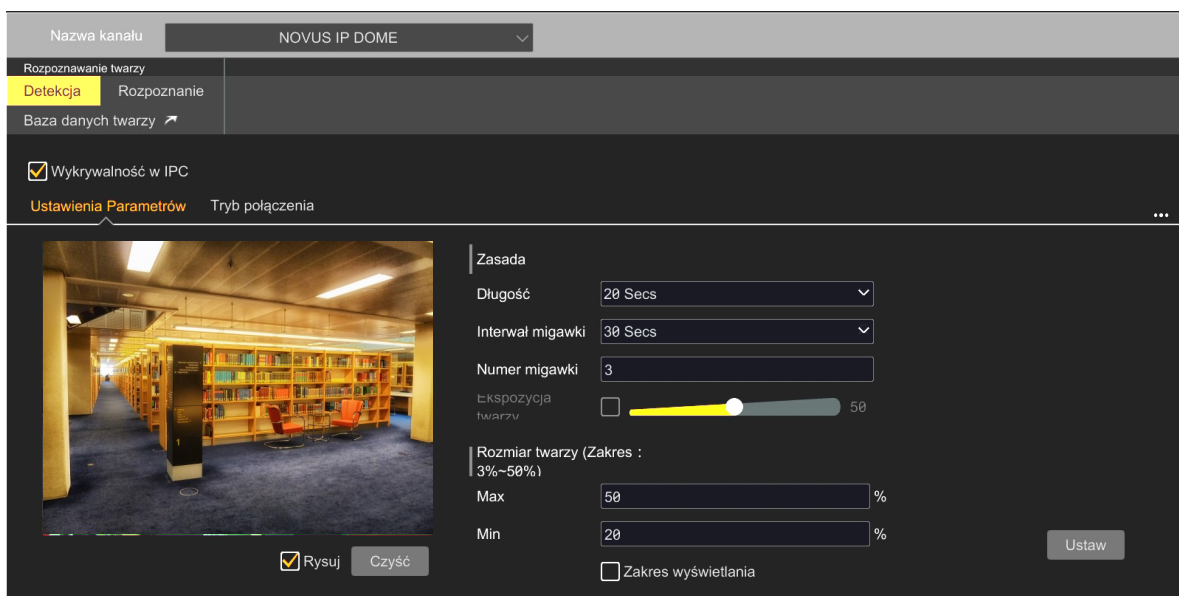 Nazwa kanału NOVUS IP DOME
Rozpoznawanie twarzy
Detekcja Rozpoznanie
Baza danych twarzy
Wykrywalność w IPC
Ustawienia Parametrów Tryb połączenia
Zasada
Długość 20 Secs
Interwał migawki 30 Secs
Numer migawki 3
Ekspozycja
twarzy 50
Rozmiar twarzy (Zakres :
3%~50%)
Max 50 %
Min 20 %
Rysuj Czyść
Zakres wyświetlania
Ustaw